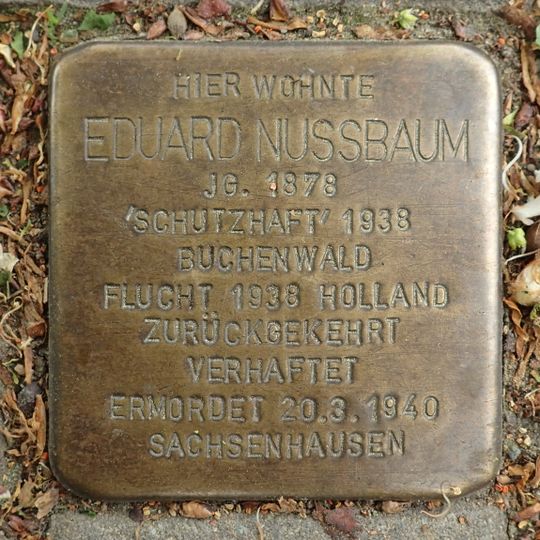 HIER WOHNTE
EDUARD NUSSBAUM
JG. 1878
'SCHUTZHAFT' 1938
BUCHENWALD
FLUCHT 1938 HOLLAND
ZURÜCKGEKEHRT
VERHAFTET
ERMORDET 20.3.1940
SACHSENHAUSEN